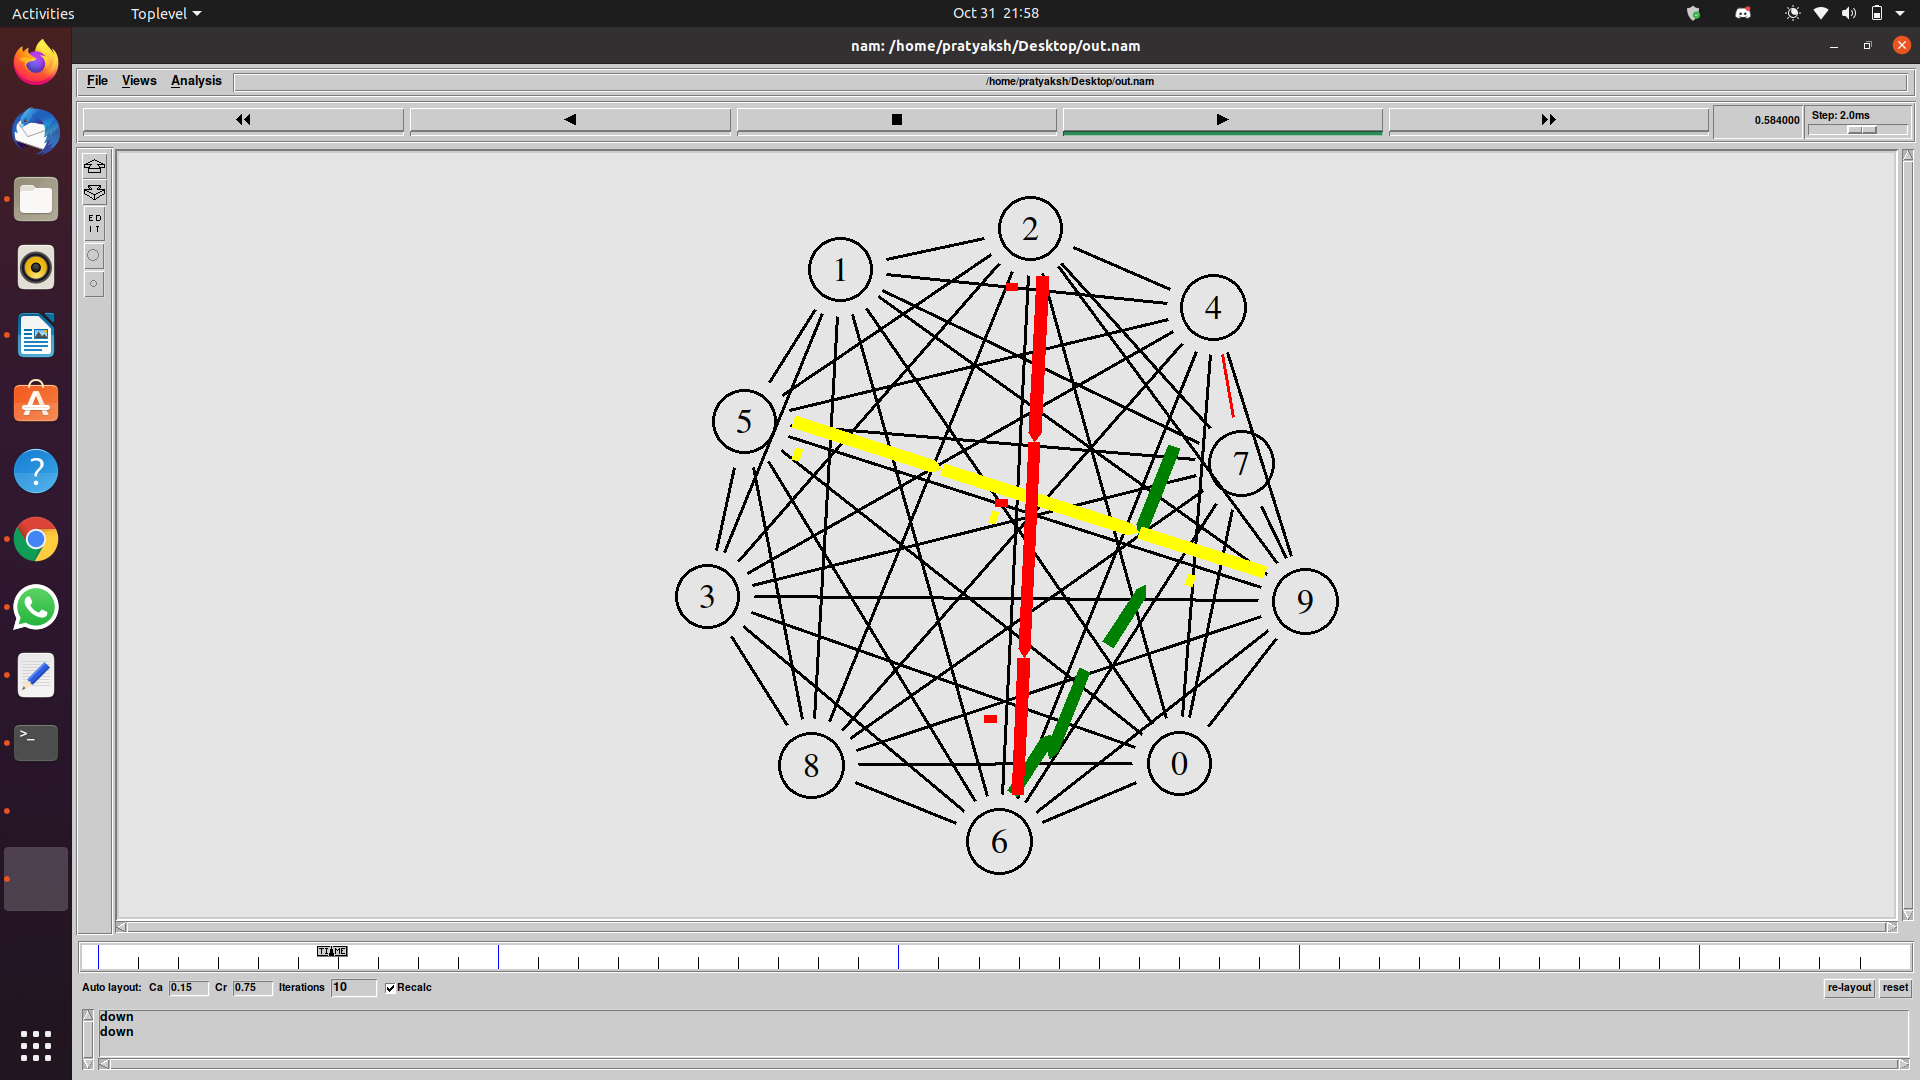 Activities Toplevel Oct 31 21:58
nam: /home/pratyaksh/Desktop/out.nam
File Views Analysis /home/pratyaksh/Desktop/out.nam
0.584000 Step: 2.0ms
ED
IT
2
1
4
5
7
3
9
8
0
6
TIME
Auto layout: Ca 0.15 Cr 0.75 Iterations 10 Recalc re-layout reset
down
down